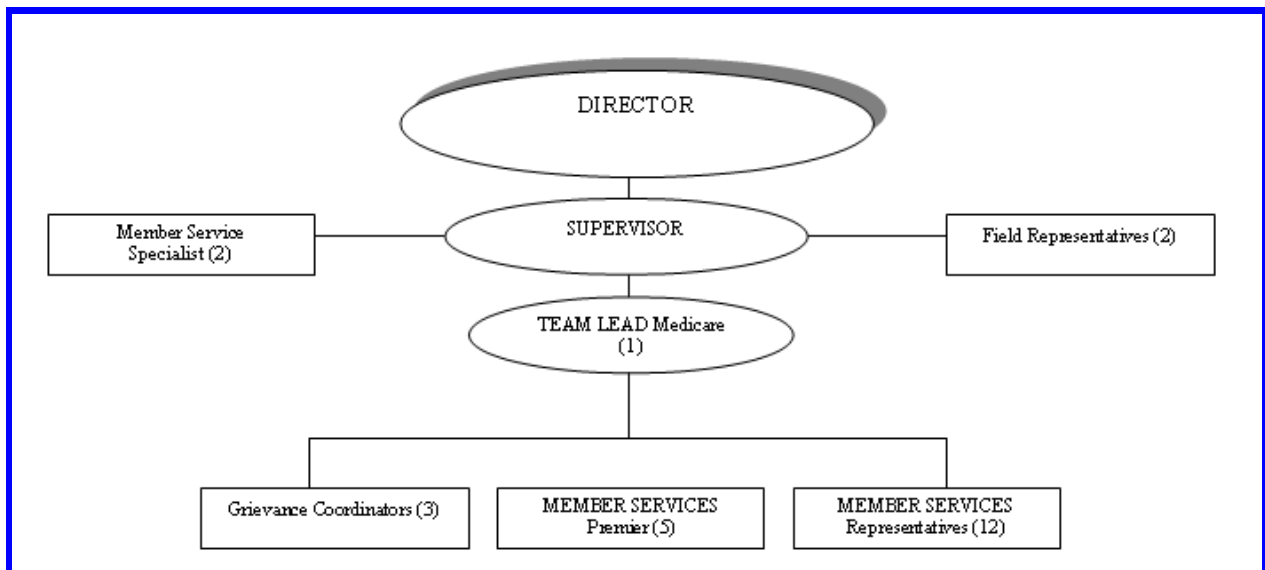 DIRECTOR
Member Service
Specialist (2)
SUPERVISOR
Field Representatives (2)
TEAM LEAD Medicare
(1)
Grievance Coordinators (3)
MEMBER SERVICES
Premier (5)
MEMBER SERVICES
Representatives (12)